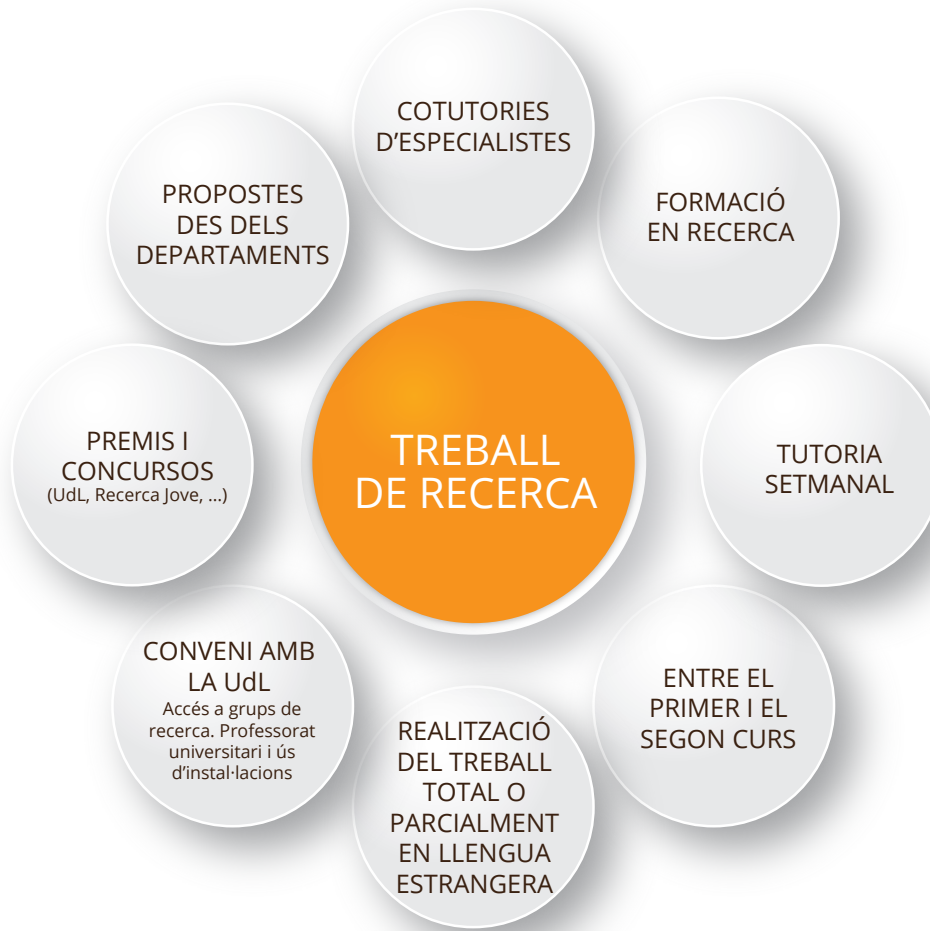 COTUTORIES
D'ESPECIALISTES
FORMACIÓ
EN RECERCA
TUTORIA
SETMANAL
ENTRE EL
PRIMER I EL
SEGON CURS
REALITZACIÓ
DEL TREBALL
TOTAL O
PARCIALMENT
EN LLENGUA
ESTRANGERA
CONVENI AMB
LA UdL
Accés a grups de
recerca. Professorat
universitari i ús
d’instal·lacions
PREMIS I
CONCURSOS
(UdL, Recerca Jove, ...)
PROPOSTES
DES DELS
DEPARTAMENTS
TREBALL
DE RECERCA